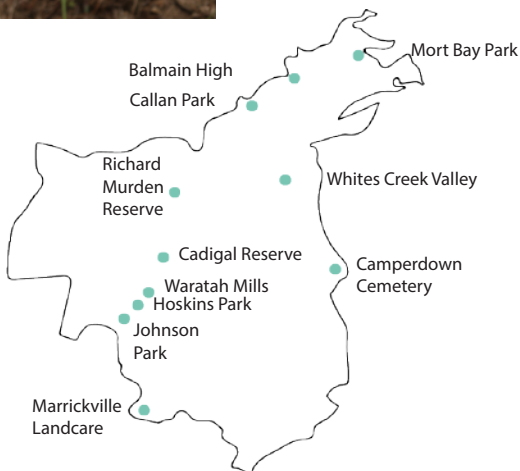 Mort Bay Park
Balmain High
Callan Park
Richard
Murden
Reserve
Whites Creek Valley
Cadigal Reserve
Camperdown
Cemetery
Waratah Mills
Hoskins Park
Johnson
Park
Marrickville
Landcare